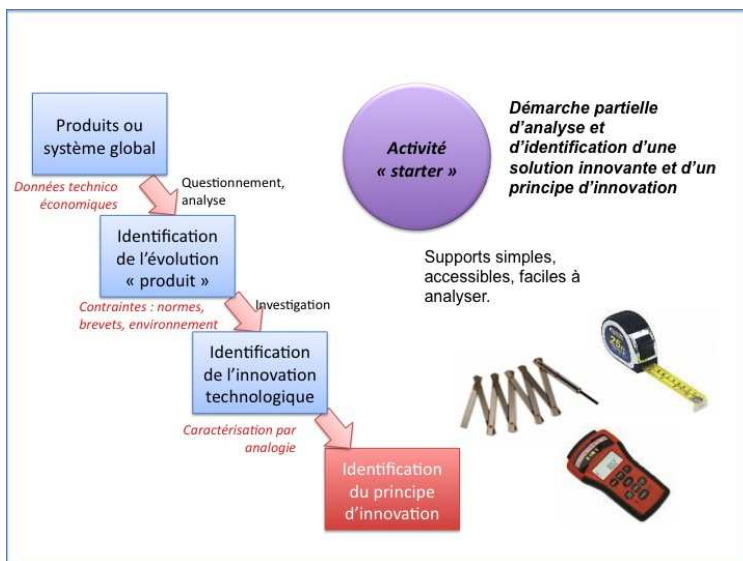 Produits ou
système global
Données technico
économiques
Questionnement,
analyse
Identification
de l'évolution
« produit »
Contraintes : normes,
brevets, environnement
Investigation
Identification
de l'innovation
technologique
Caractérisation par
analogie
Identification
du principe
d'innovation
Activité
« starter »
Démarche partielle
d'analyse et
d'identification d'une
solution innovante et d'un
principe d'innovation
Supports simples,
accessibles, faciles à
analyser.